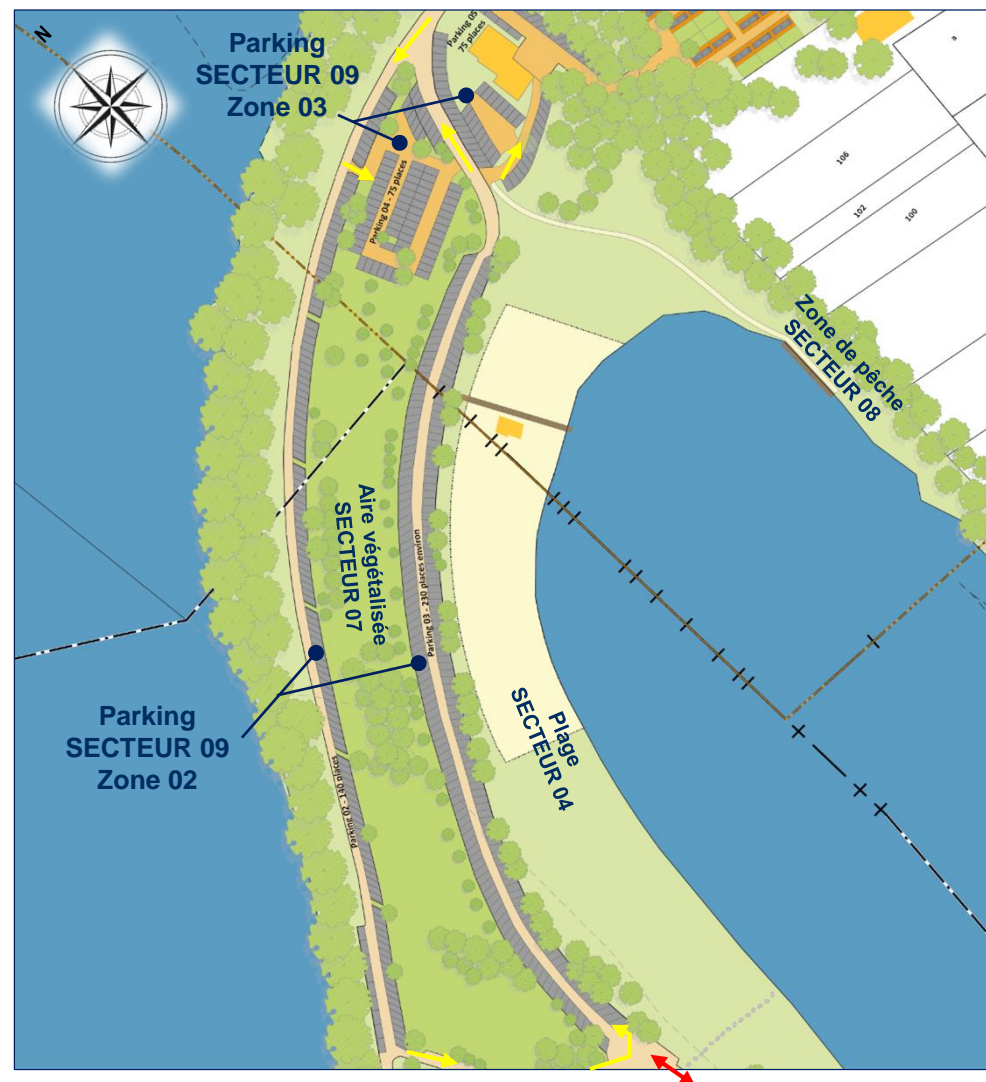 N
Parking
SECTEUR 09
Zone 03
Parking 05
75 places
a
106
102
100
Parking 04 - 75 places
Zone de pêche
SECTEUR 08
Aire végétalisée
SECTEUR 07
Parking 03 - 230 places environ
Plage
SECTEUR 04
Parking
SECTEUR 09
Zone 02
Parking 02 - 140 places